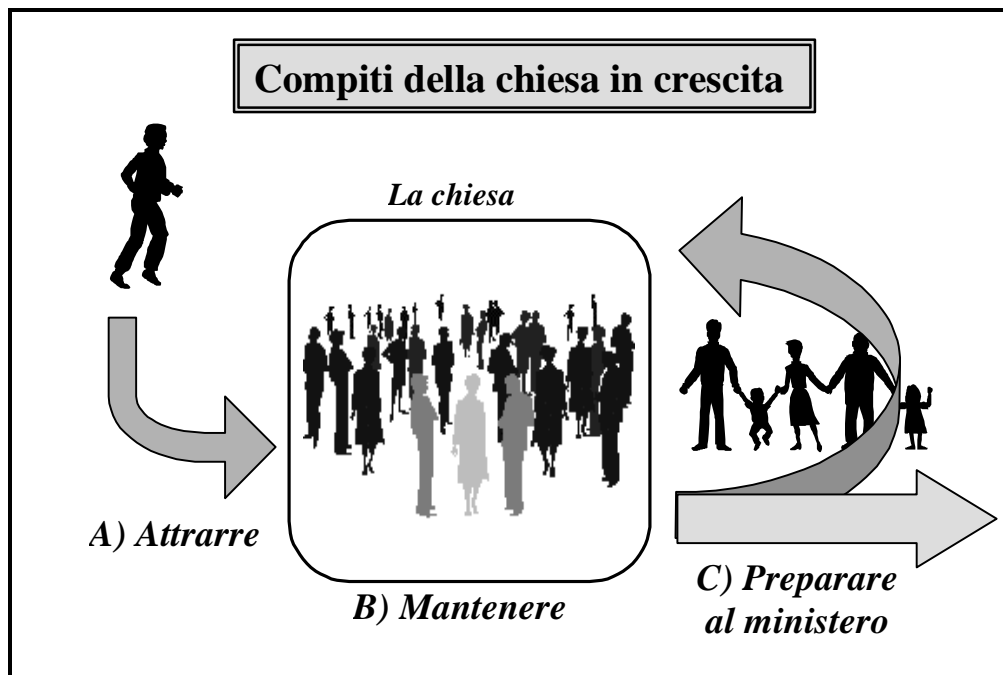 Compiti della chiesa in crescita
La chiesa
A) Attrarre
B) Mantenere
C) Preparare
al ministero